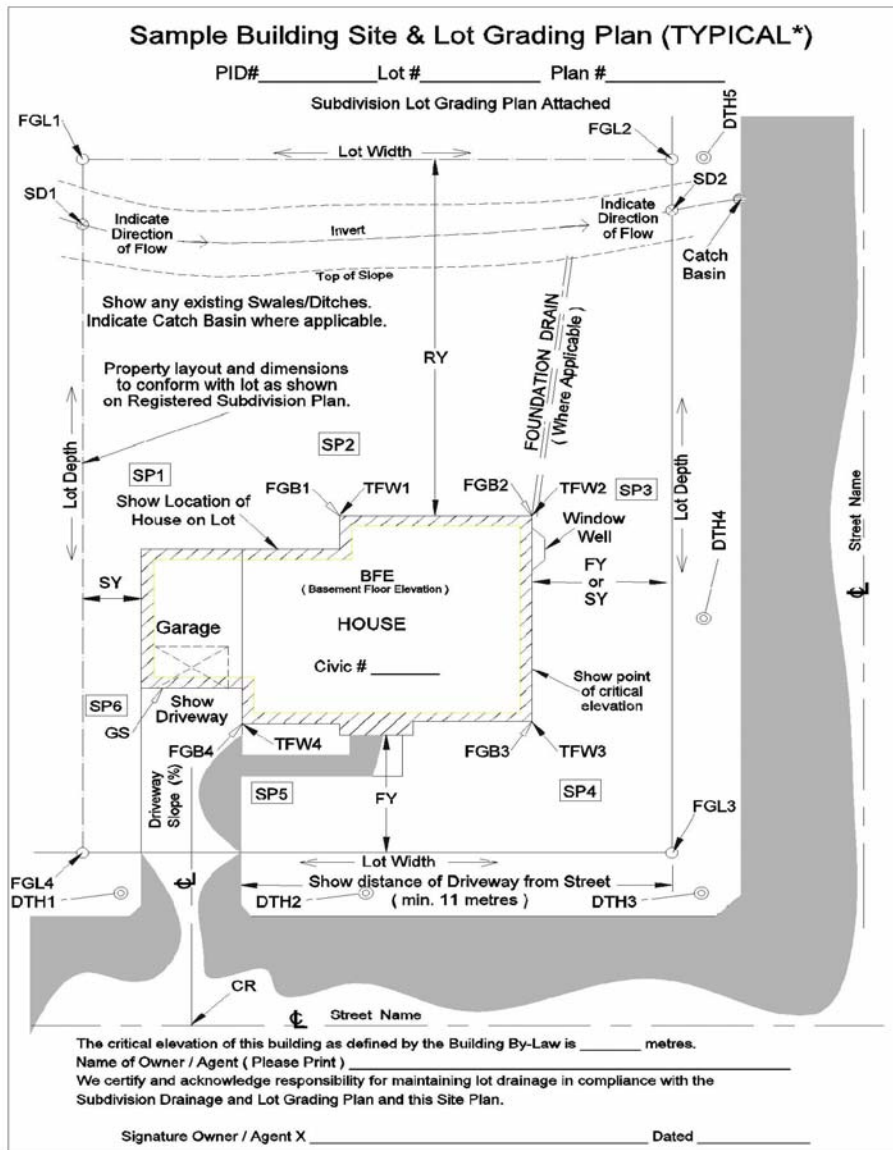 Sample Building Site & Lot Grading Plan (TYPICAL*)
PID#__________ Lot #__________ Plan #__________
Subdivision Lot Grading Plan Attached
FGL1
FGL2
DTH5
Lot Width
SD1
SD2
Indicate
Direction
of Flow
Invert
Indicate
Direction
of Flow
Catch
Basin
Top of Slope
Show any existing Swales/Ditches.
Indicate Catch Basin where applicable.
RY
FOUNDATION DRAIN
( Where Applicable )
Property layout and dimensions
to conform with lot as shown
on Registered Subdivision Plan.
Lot Depth
Lot Depth
Street Name
SP1
SP2
SP3
FGB1
TFW1
FGB2
TFW2
Show Location of
House on Lot
Window
Well
DTH4
BFE
( Basement Floor Elevation )
FY
or
SY
SY
Garage
HOUSE
Civic # _______
Show point
of critical
elevation
SP6
GS
Show
Driveway
FGB4
TFW4
FGB3
TFW3
Driveway
Slope (%)
SP5
FY
SP4
FGL3
FGL4
Lot Width
DTH1
Show distance of Driveway from Street
( min. 11 metres )
DTH2
DTH3
CR
Street Name
The critical elevation of this building as defined by the Building By-Law is _______ metres.
Name of Owner / Agent ( Please Print ) __________
We certify and acknowledge responsibility for maintaining lot drainage in compliance with the
Subdivision Drainage and Lot Grading Plan and this Site Plan.
Signature Owner / Agent X __________ Dated __________